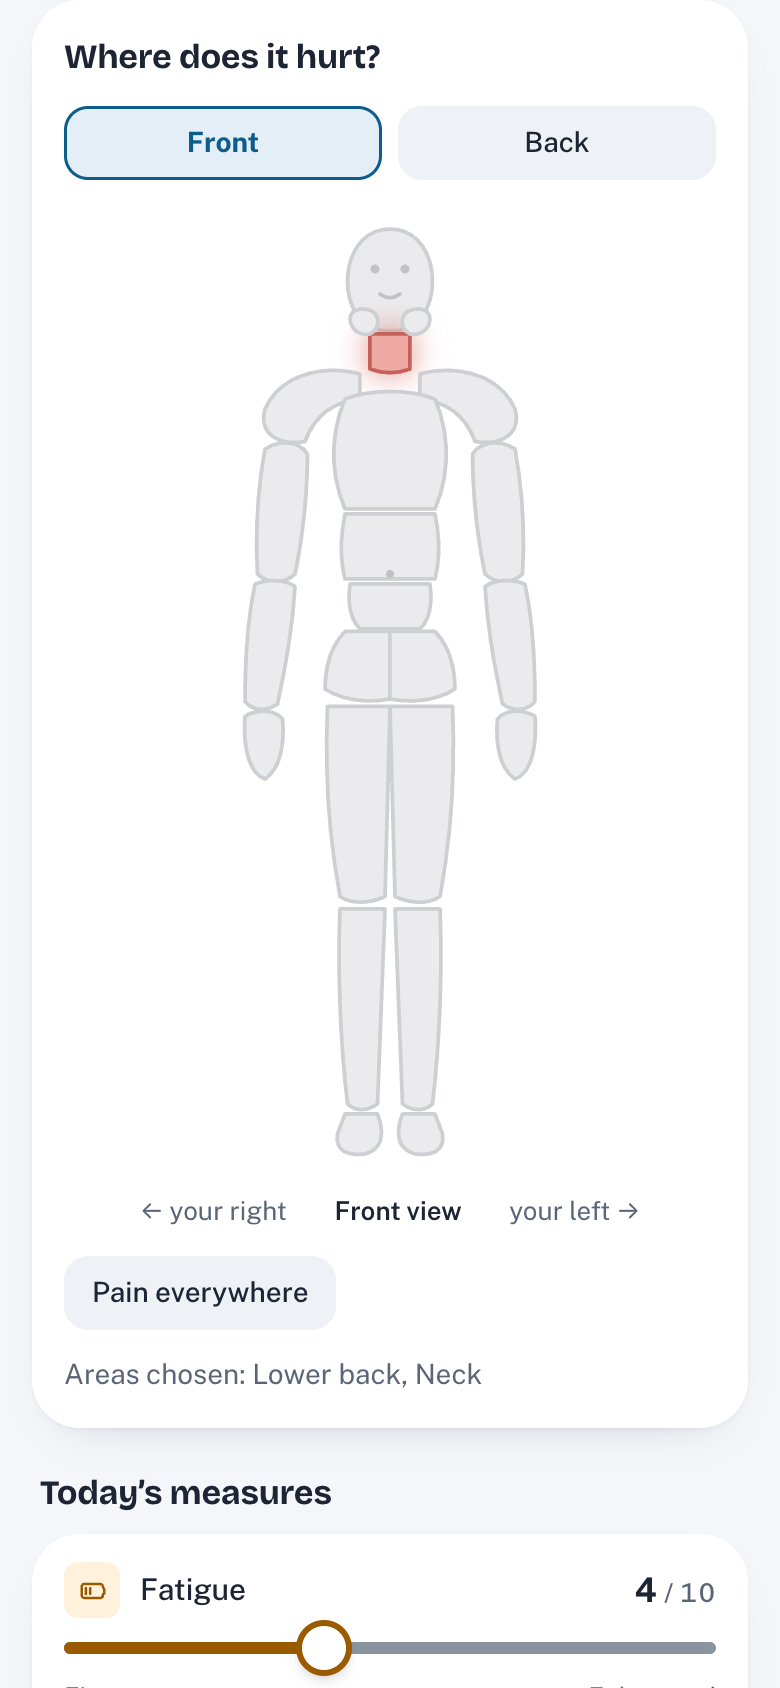 Where does it hurt?
Front
Back
← your right
Front view
your left →
Pain everywhere
Areas chosen: Lower back, Neck
Today's measures
Fatigue
4 / 10